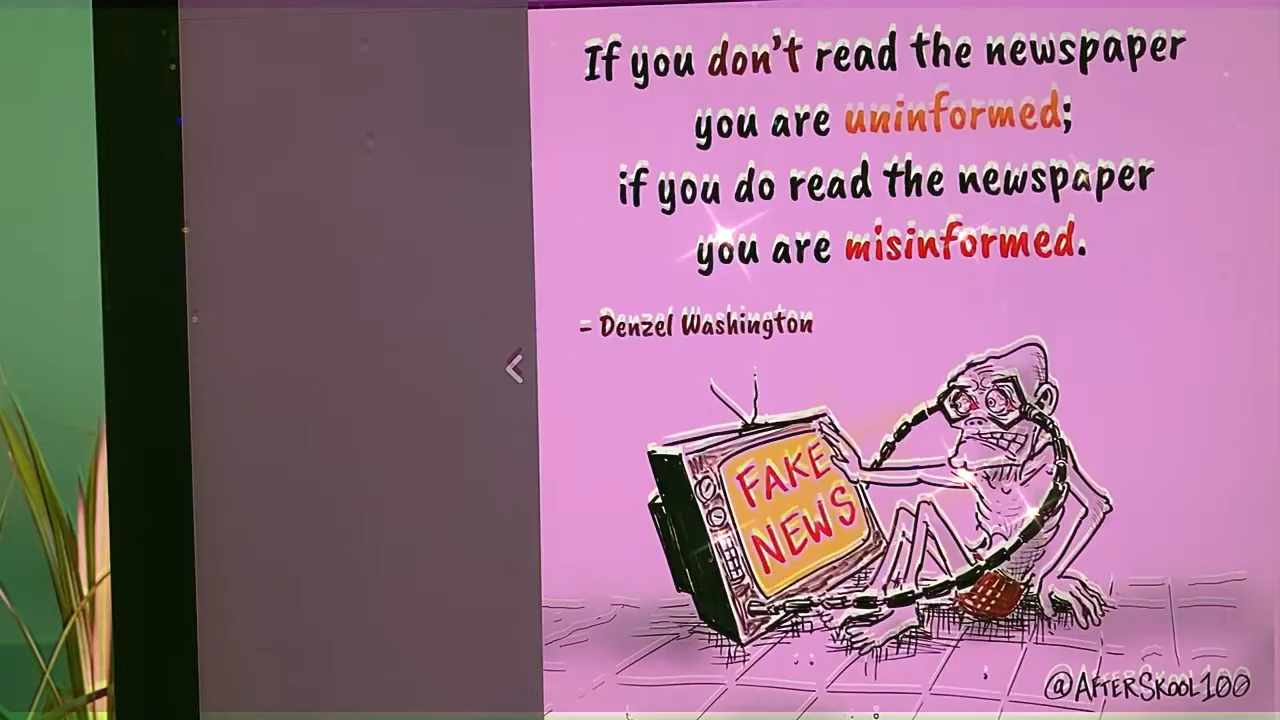 If you don't read the newspaper
you are uninformed;
if you do read the newspaper
you are misinformed.
- Denzel Washington
FAKE
NEWS
@AFTERSKOOL100